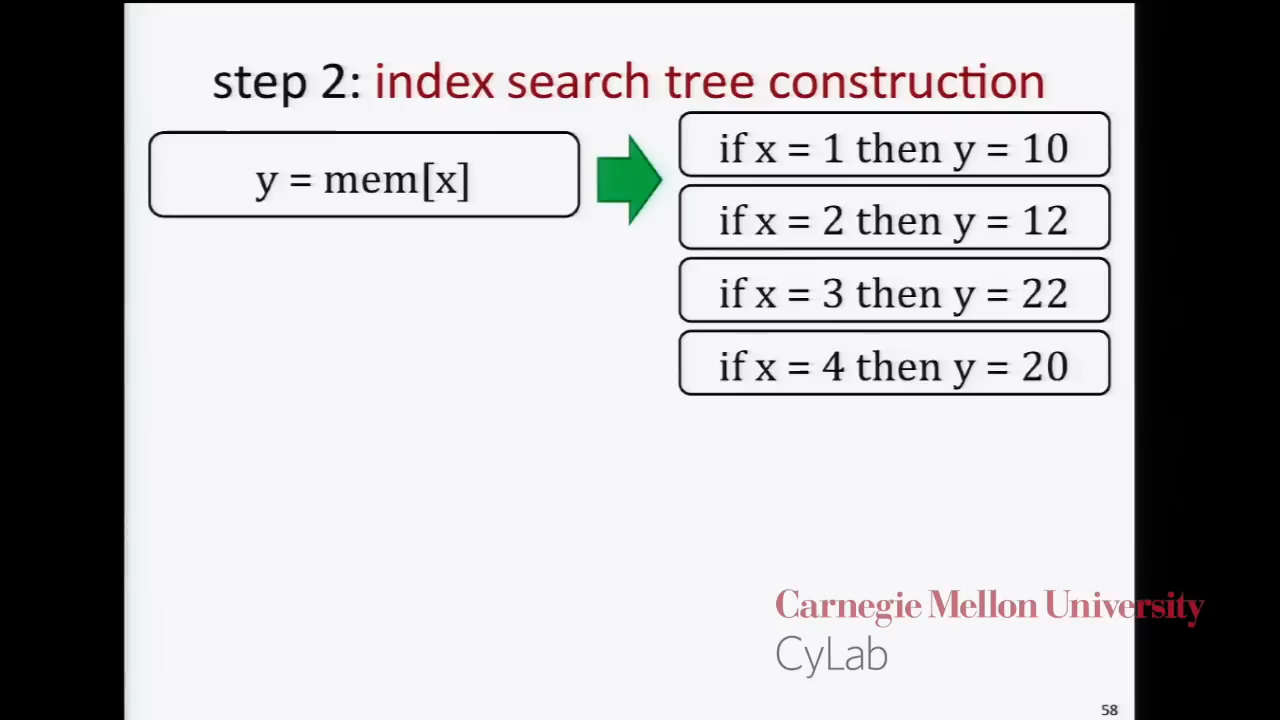 step 2: index search tree construction
y = mem[x]
if x = 1 then y = 10
if x = 2 then y = 12
if x = 3 then y = 22
if x = 4 then y = 20
Carnegie Mellon University
CyLab
58